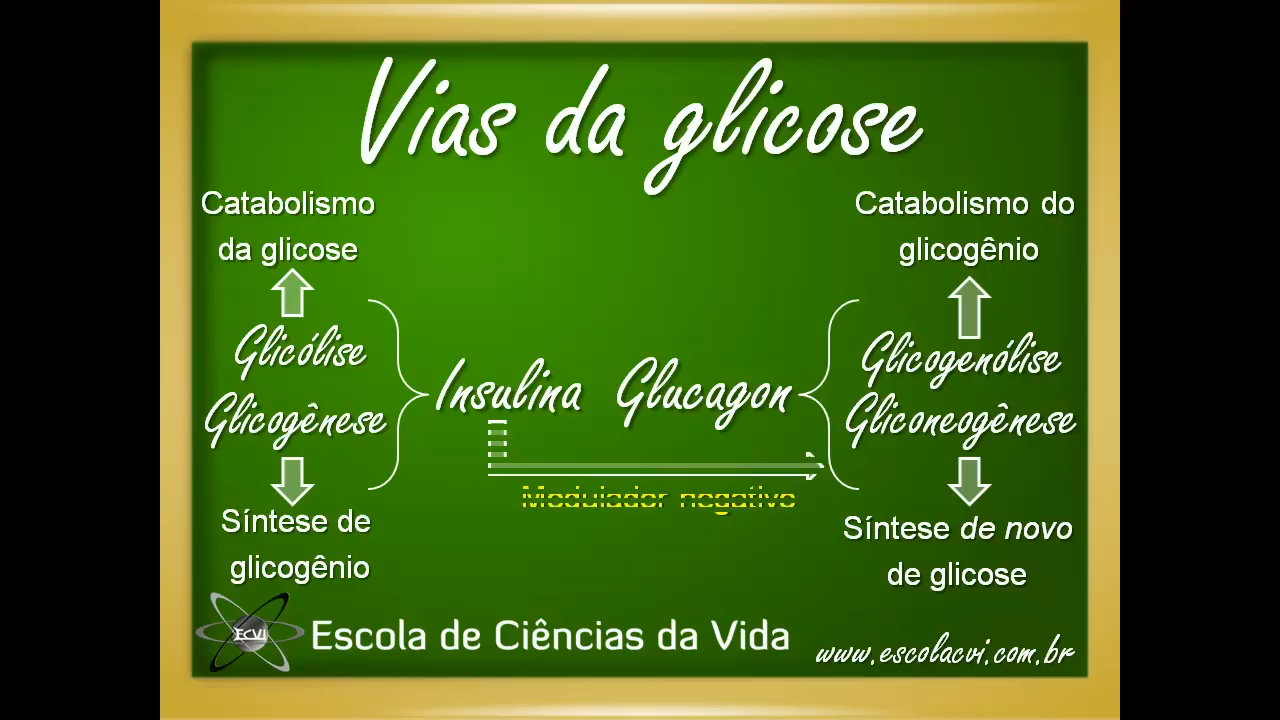 Vias da glicose
Catabolismo
da glicose
Glicólise
Glicogênese
Síntese de
glicogênio
Insulina Glucagon
Modulador negativo
Catabolismo do
glicogênio
Glicogenólise
Gliconeogênese
Síntese de novo
de glicose
ECVI
Escola de Ciências da Vida
www.escolacvi.com.br